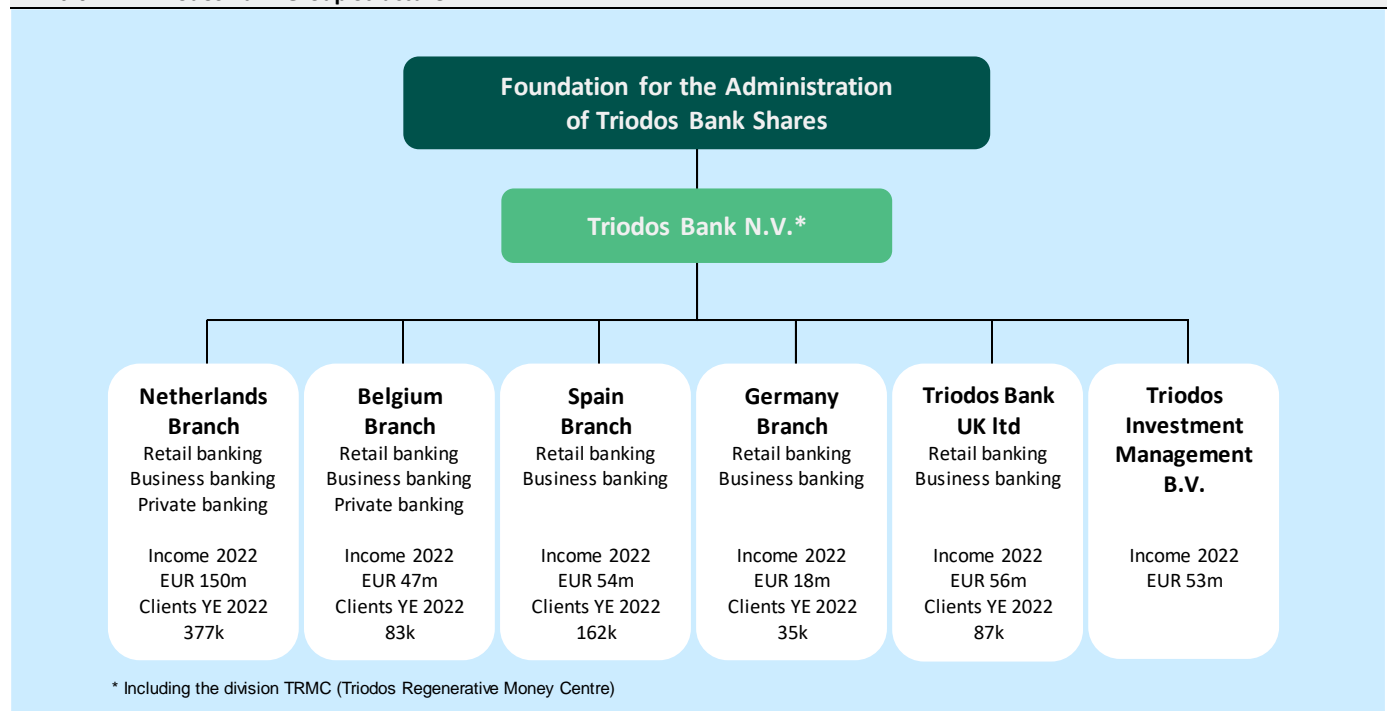 Foundation for the Administration
of Triodos Bank Shares
Triodos Bank N.V.*
Netherlands
Branch
Retail banking
Business banking
Private banking
Income 2022
EUR 150m
Clients YE 2022
377k
Belgium
Branch
Retail banking
Business banking
Private banking
Income 2022
EUR 47m
Clients YE 2022
83k
Spain
Branch
Retail banking
Business banking
Income 2022
EUR 54m
Clients YE 2022
162k
Germany
Branch
Retail banking
Business banking
Income 2022
EUR 18m
Clients YE 2022
35k
Triodos Bank
UK ltd
Retail banking
Business banking
Income 2022
EUR 56m
Clients YE 2022
87k
Triodos
Investment
Management
B.V.
Income 2022
EUR 53m
* Including the division TRMC (Triodos Regenerative Money Centre)